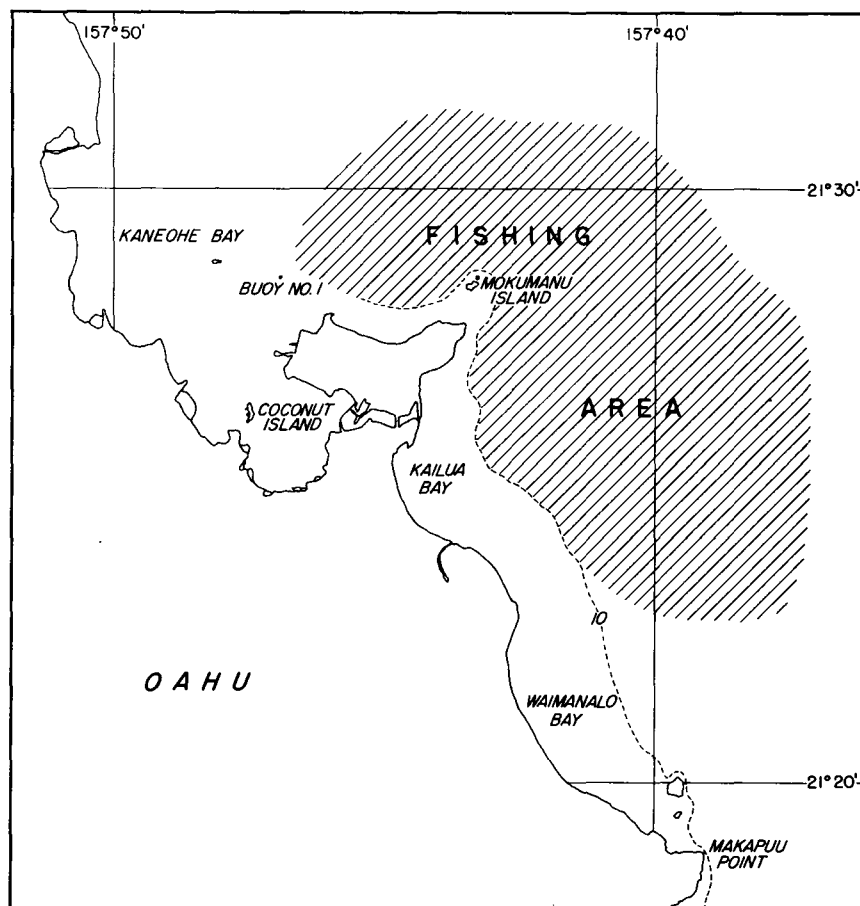 157°50'
157°40'
21°30'
KANEOHE BAY
FISHING
BUOY NO. 1
MOKUMANU
ISLAND
COCONUT
ISLAND
AREA
KAILUA
BAY
10
OAHU
WAIMANALO
BAY
21°20'
MAKAPUU
POINT